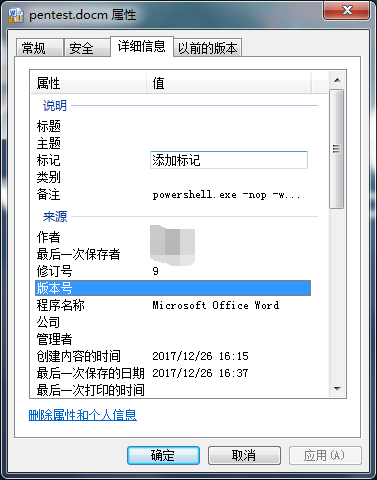 pentest.docm 属性
常规 安全 详细信息 以前的版本
属性 值
说明
标题
主题
标记 添加标记
类别
备注 powershell.exe -nop -w...
来源
作者
最后一次保存者
修订号 9
版本号
程序名称 Microsoft Office Word
公司
管理者
创建内容的时间 2017/12/26 16:15
最后一次保存的日期 2017/12/26 16:37
最后一次打印的时间
删除属性和个人信息
确定 取消 应用(A)